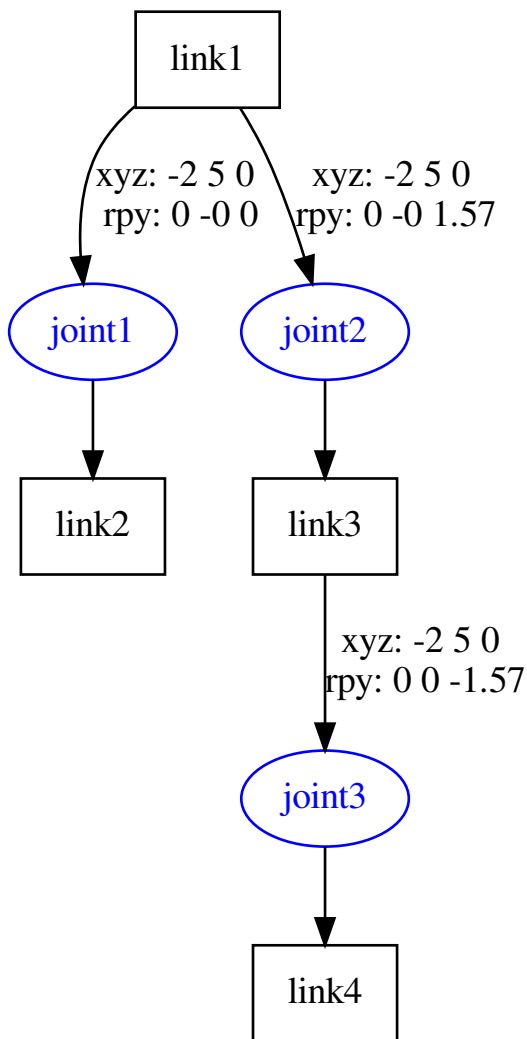 link1
xyz: -2 5 0
rpy: 0 -0 0
xyz: -2 5 0
rpy: 0 -0 1.57
joint1
joint2
link2
link3
xyz: -2 5 0
rpy: 0 0 -1.57
joint3
link4